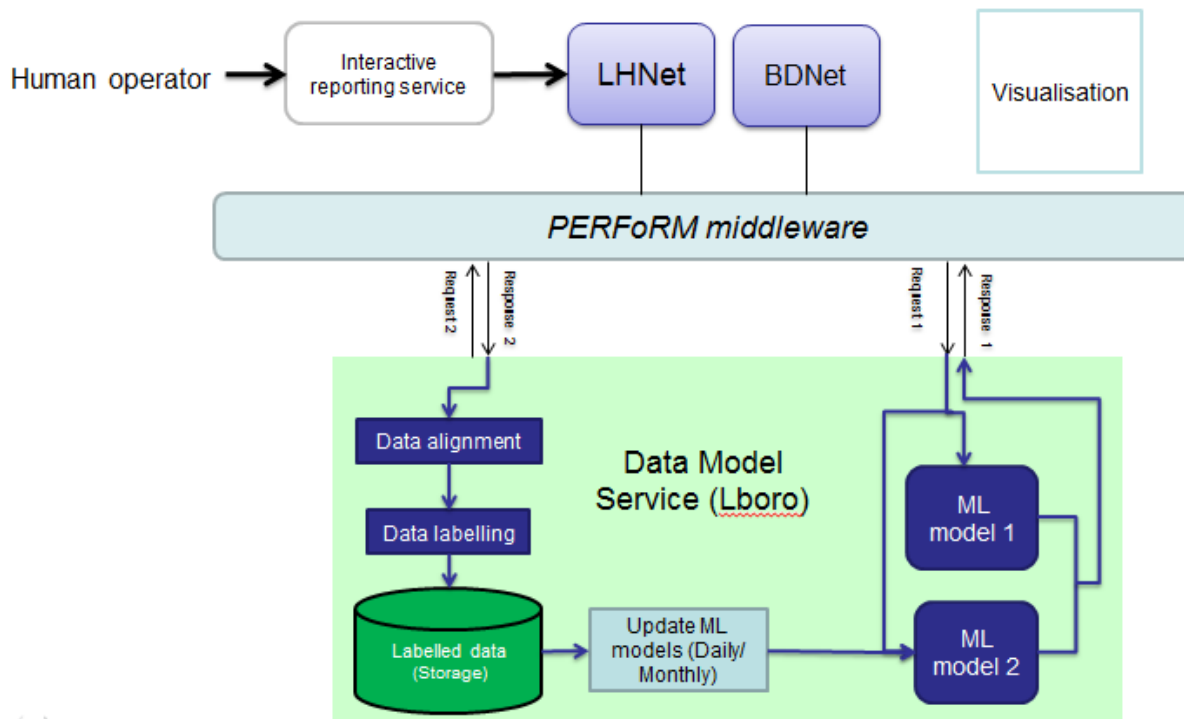 Human operator
Interactive
reporting service
LHNet
BDNet
Visualisation
PERFoRM middleware
Request 2
Response 2
Request 1
Response 1
Data alignment
Data labelling
Labelled data
(Storage)
Update ML
models (Daily/
Monthly)
Data Model
Service (Lboro)
ML
model 1
ML
model 2